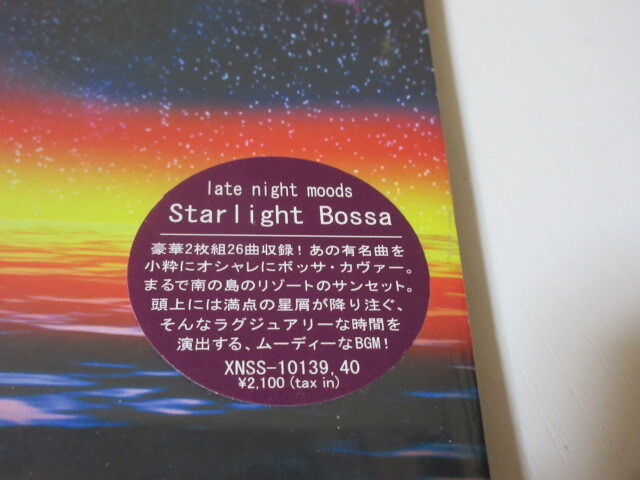 late night moods
Starlight Bossa
豪華2枚組26曲収録！あの有名曲を
小粋にオシャレにボッサ・カヴァー。
まるで南の島のリゾートのサンセット。
頭上には満点の星屑が降り注ぐ、
そんなラグジュアリーな時間を
演出する、ムーディーなBGM！
XNSS-10139,40
¥2,100(tax in)